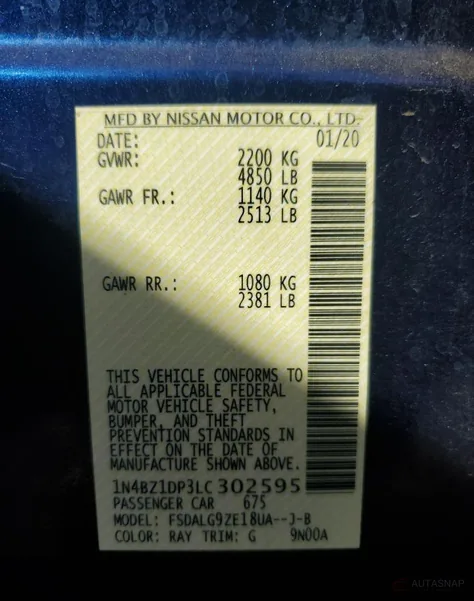 MFD BY NISSAN MOTOR CO., LTD.
DATE: 01/20
GVWR: 2200 KG
4850 LB
GAWR FR.: 1140 KG
2513 LB
GAWR RR.: 1080 KG
2381 LB
THIS VEHICLE CONFORMS TO
ALL APPLICABLE FEDERAL
MOTOR VEHICLE SAFETY,
BUMPER, AND THEFT
PREVENTION STANDARDS IN
EFFECT ON THE DATE OF
MANUFACTURE SHOWN ABOVE.
1N4BZ1DP3LC302595
PASSENGER CAR 675
MODEL: FSDALG9ZE18UA--J-B
COLOR: RAY TRIM: G 9N00A
AUTASNAP